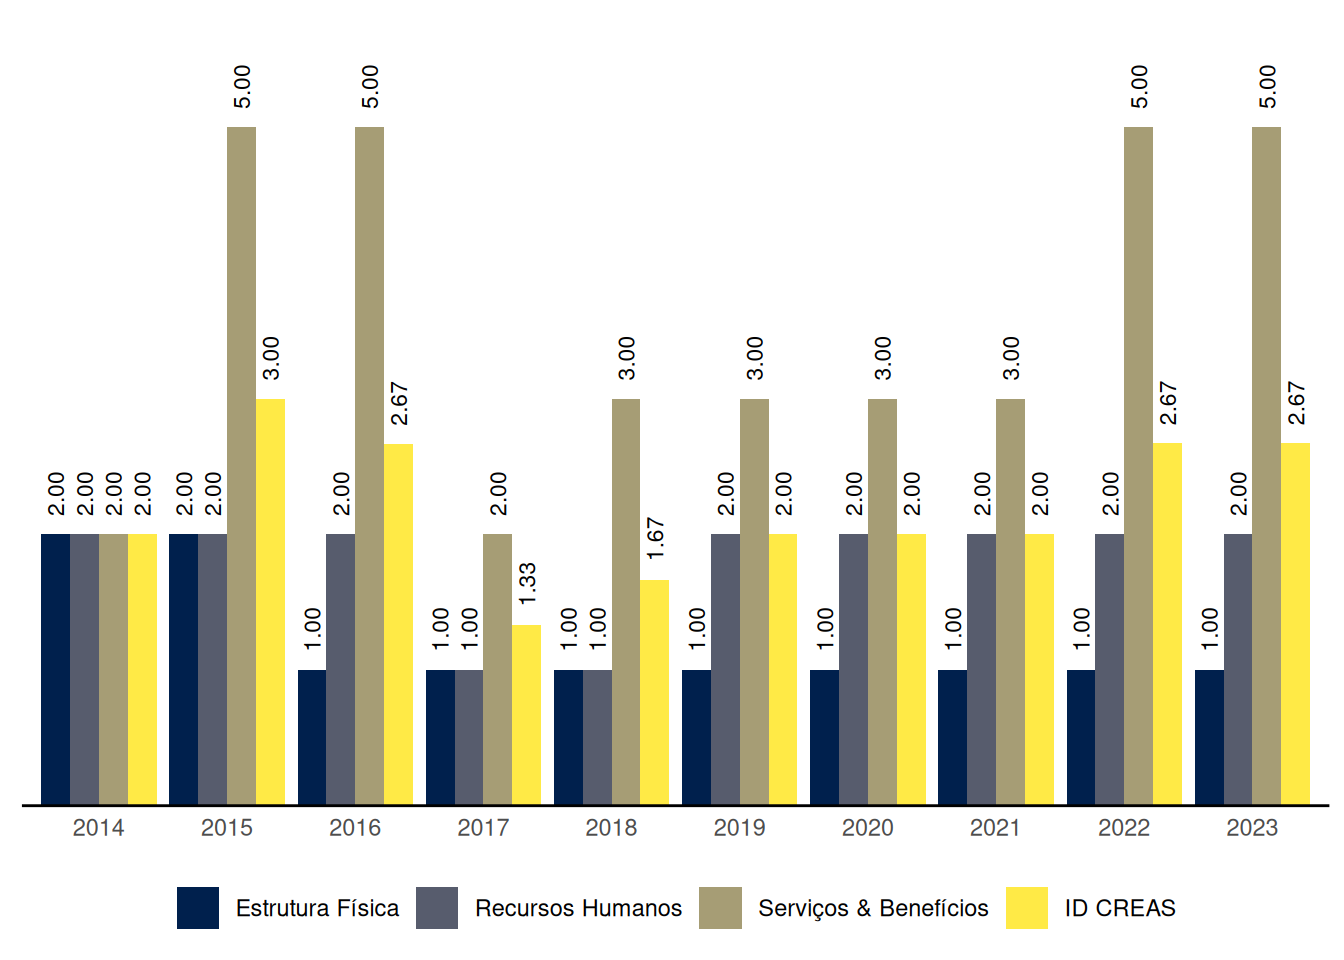 5.00 5.00 5.00 5.00
3.00 3.00 3.00 3.00 3.00
2.67 2.67 2.67
2.00 2.00 2.00 2.00 2.00 2.00 2.00 2.00 2.00 2.00 2.00 2.00 2.00 2.00 2.00 2.00
1.67
1.33
1.00 1.00 1.00 1.00 1.00 1.00 1.00 1.00 1.00 1.00
2014 2015 2016 2017 2018 2019 2020 2021 2022 2023
Estrutura Física Recursos Humanos Serviços & Benefícios ID CREAS